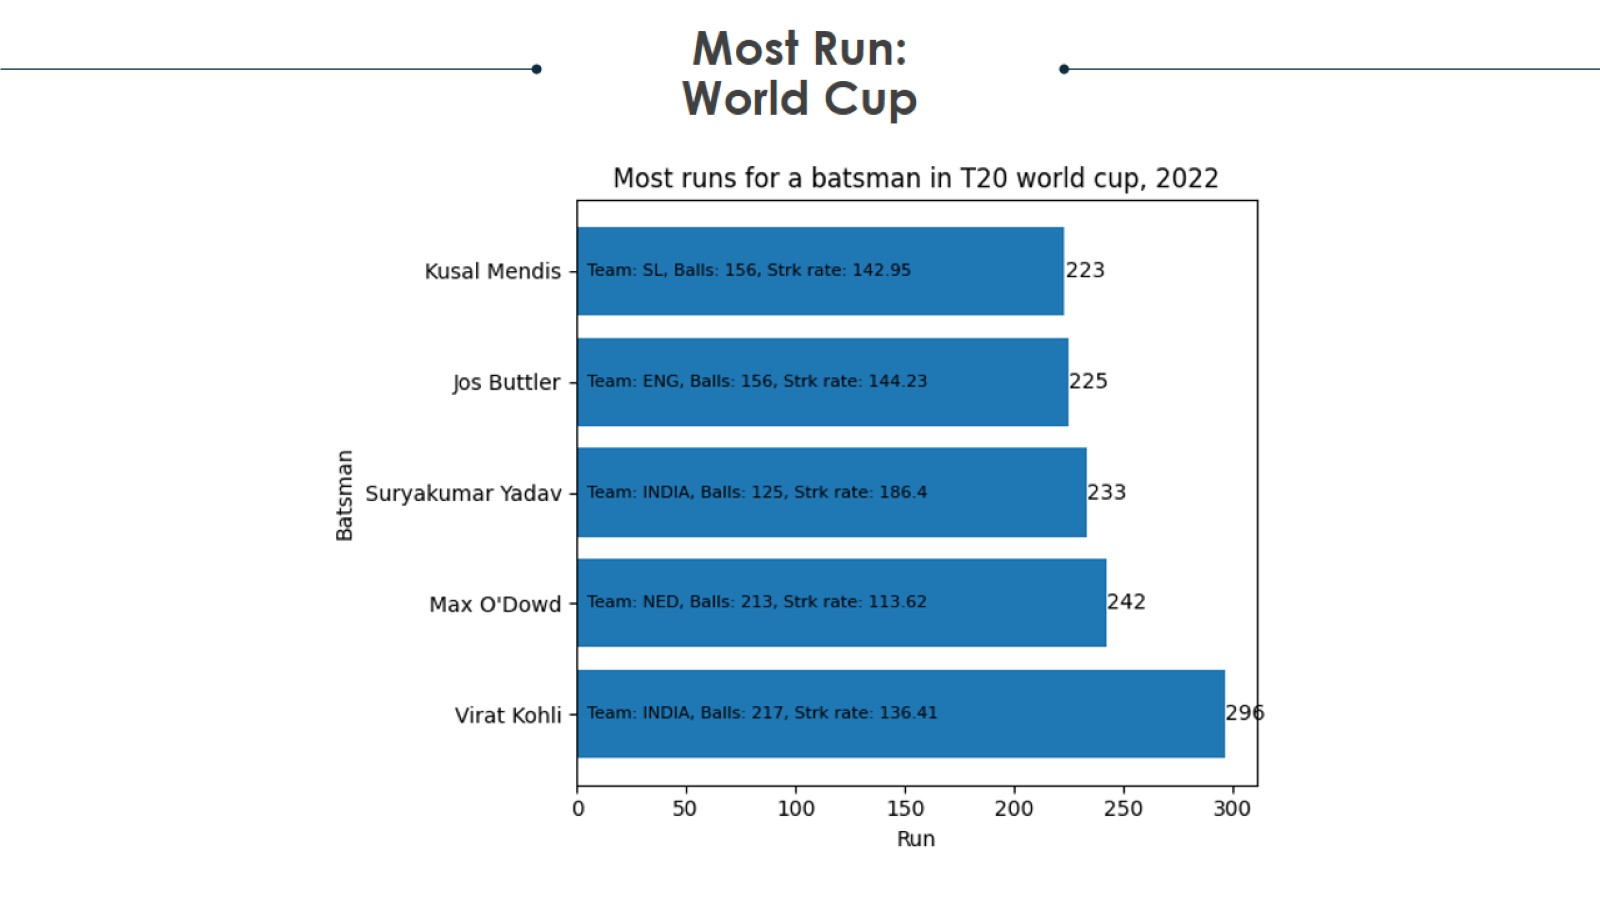 Most Run:
World Cup
Most runs for a batsman in T20 world cup, 2022
Batsman
Kusal Mendis
Team: SL, Balls: 156, Strk rate: 142.95
223
Jos Buttler
Team: ENG, Balls: 156, Strk rate: 144.23
225
Suryakumar Yadav
Team: INDIA, Balls: 125, Strk rate: 186.4
233
Max O'Dowd
Team: NED, Balls: 213, Strk rate: 113.62
242
Virat Kohli
Team: INDIA, Balls: 217, Strk rate: 136.41
296
0 50 100 150 200 250 300
Run